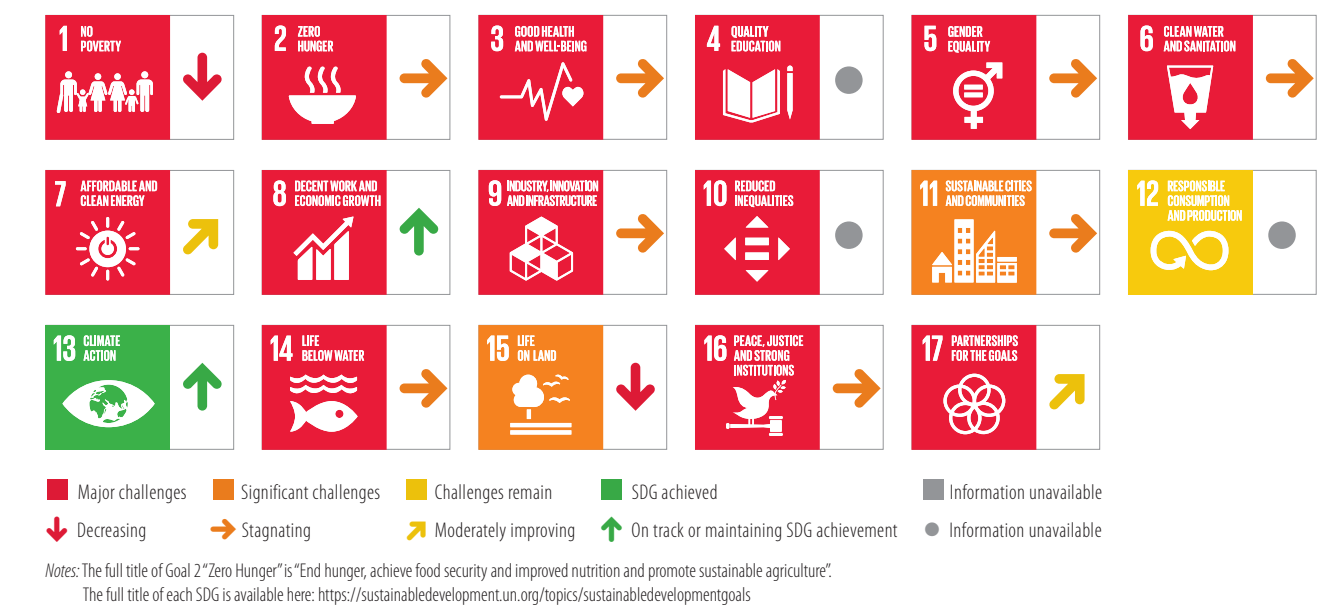 1 NO
POVERTY
2 ZERO
HUNGER
3 GOOD HEALTH
AND WELL-BEING
4 QUALITY
EDUCATION
5 GENDER
EQUALITY
6 CLEAN WATER
AND SANITATION
7 AFFORDABLE AND
CLEAN ENERGY
8 DECENT WORK AND
ECONOMIC GROWTH
9 INDUSTRY, INNOVATION
AND INFRASTRUCTURE
10 REDUCED
INEQUALITIES
11 SUSTAINABLE CITIES
AND COMMUNITIES
12 RESPONSIBLE
CONSUMPTION
AND PRODUCTION
13 CLIMATE
ACTION
14 LIFE
BELOW WATER
15 LIFE
ON LAND
16 PEACE, JUSTICE
AND STRONG
INSTITUTIONS
17 PARTNERSHIPS
FOR THE GOALS
Major challenges Significant challenges Challenges remain SDG achieved Information unavailable
Decreasing Stagnating Moderately improving On track or maintaining SDG achievement Information unavailable
Notes: The full title of Goal 2 “Zero Hunger” is “End hunger, achieve food security and improved nutrition and promote sustainable agriculture”.
The full title of each SDG is available here: https://sustainabledevelopment.un.org/topics/sustainabledevelopmentgoals